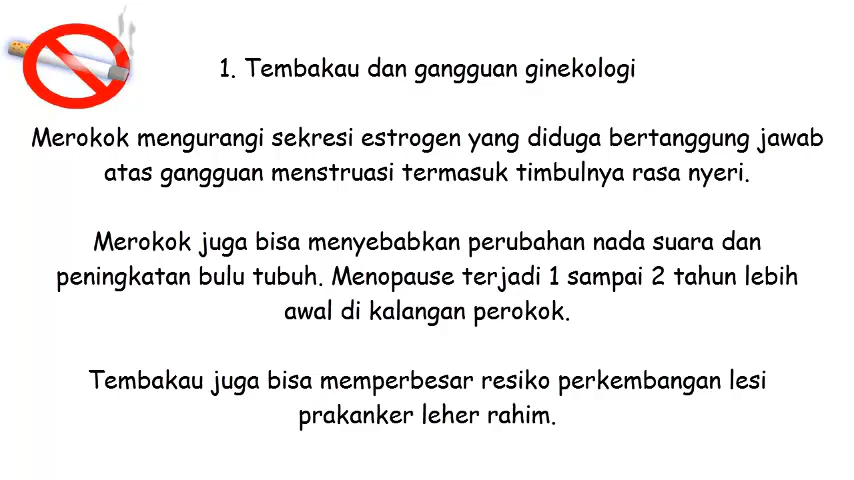 1. Tembakau dan gangguan ginekologi
Merokok mengurangi sekresi estrogen yang diduga bertanggung jawab
atas gangguan menstruasi termasuk timbulnya rasa nyeri.
Merokok juga bisa menyebabkan perubahan nada suara dan
peningkatan bulu tubuh. Menopause terjadi 1 sampai 2 tahun lebih
awal di kalangan perokok.
Tembakau juga bisa memperbesar resiko perkembangan lesi
prakanker leher rahim.